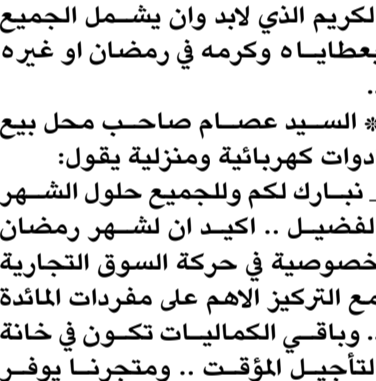 لكريم الذي لابد وان يشمل الجميع
بعطاياه وكرمه في رمضان او غيره
..
* السيد عصام صاحب محل بيع
دوات كهربائية ومنزلية يقول:
_ نبارك لكم وللجميع حلول الشهر
لفضيل .. اكيد ان لشهر رمضان
خصوصية في حركة السوق التجارية
مع التركيز الاهم على مفردات المائدة
.. وباقي الكماليات تكون في خانة
لتأجيل المؤقت .. ومتجرنا يوفر